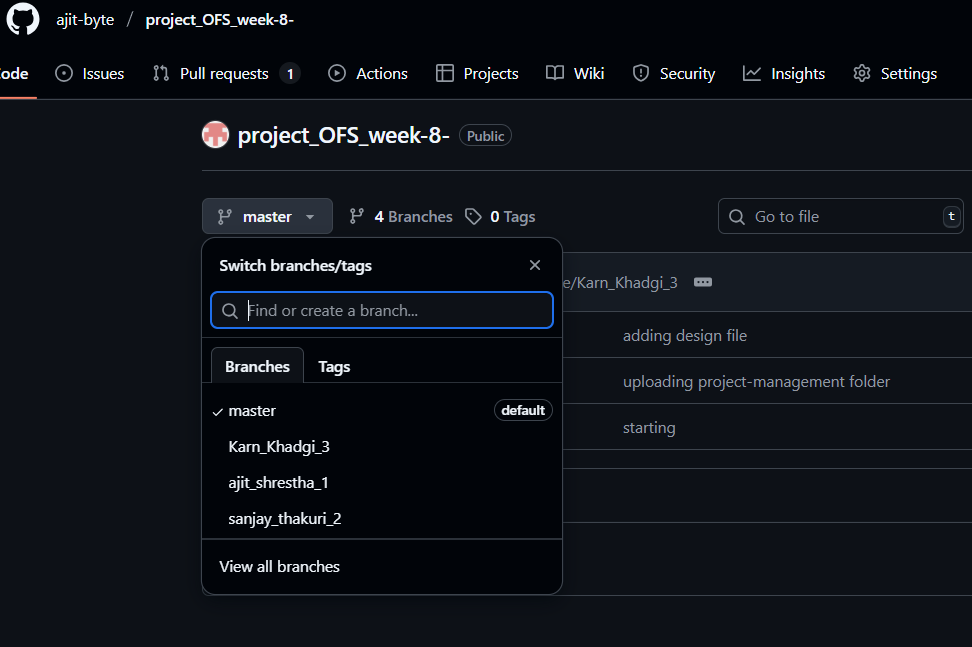 ajit-byte / project_OFS_week-8-
ode Issues Pull requests 1 Actions Projects Wiki Security Insights Settings
project_OFS_week-8- Public
master 4 Branches 0 Tags Go to file t
Switch branches/tags
e/Karn_Khadgi_3
Find or create a branch...
adding design file
Branches Tags
uploading project-management folder
master default
starting
Karn_Khadgi_3
ajit_shrestha_1
sanjay_thakuri_2
View all branches